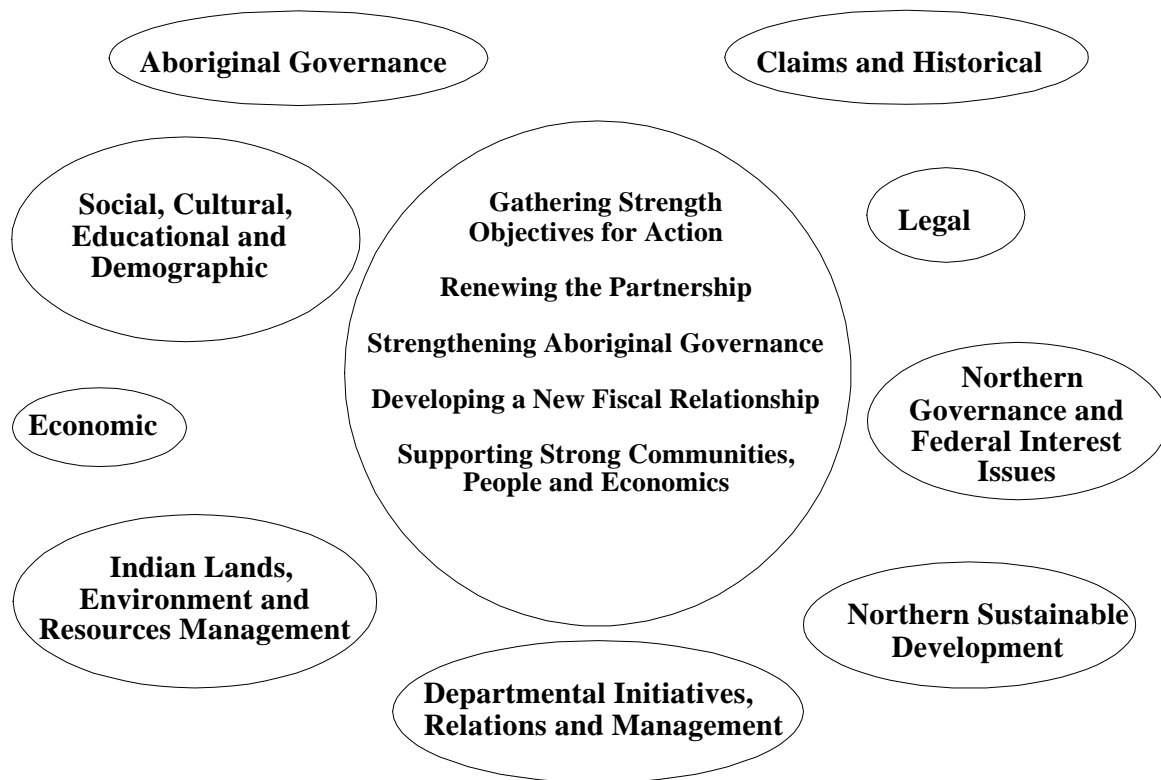 Aboriginal Governance
Claims and Historical
Social, Cultural,
Educational and
Demographic
Gathering Strength
Objectives for Action
Renewing the Partnership
Strengthening Aboriginal Governance
Developing a New Fiscal Relationship
Supporting Strong Communities,
People and Economics
Legal
Economic
Northern
Governance and
Federal Interest
Issues
Indian Lands,
Environment and
Resources Management
Northern Sustainable
Development
Departmental Initiatives,
Relations and Management